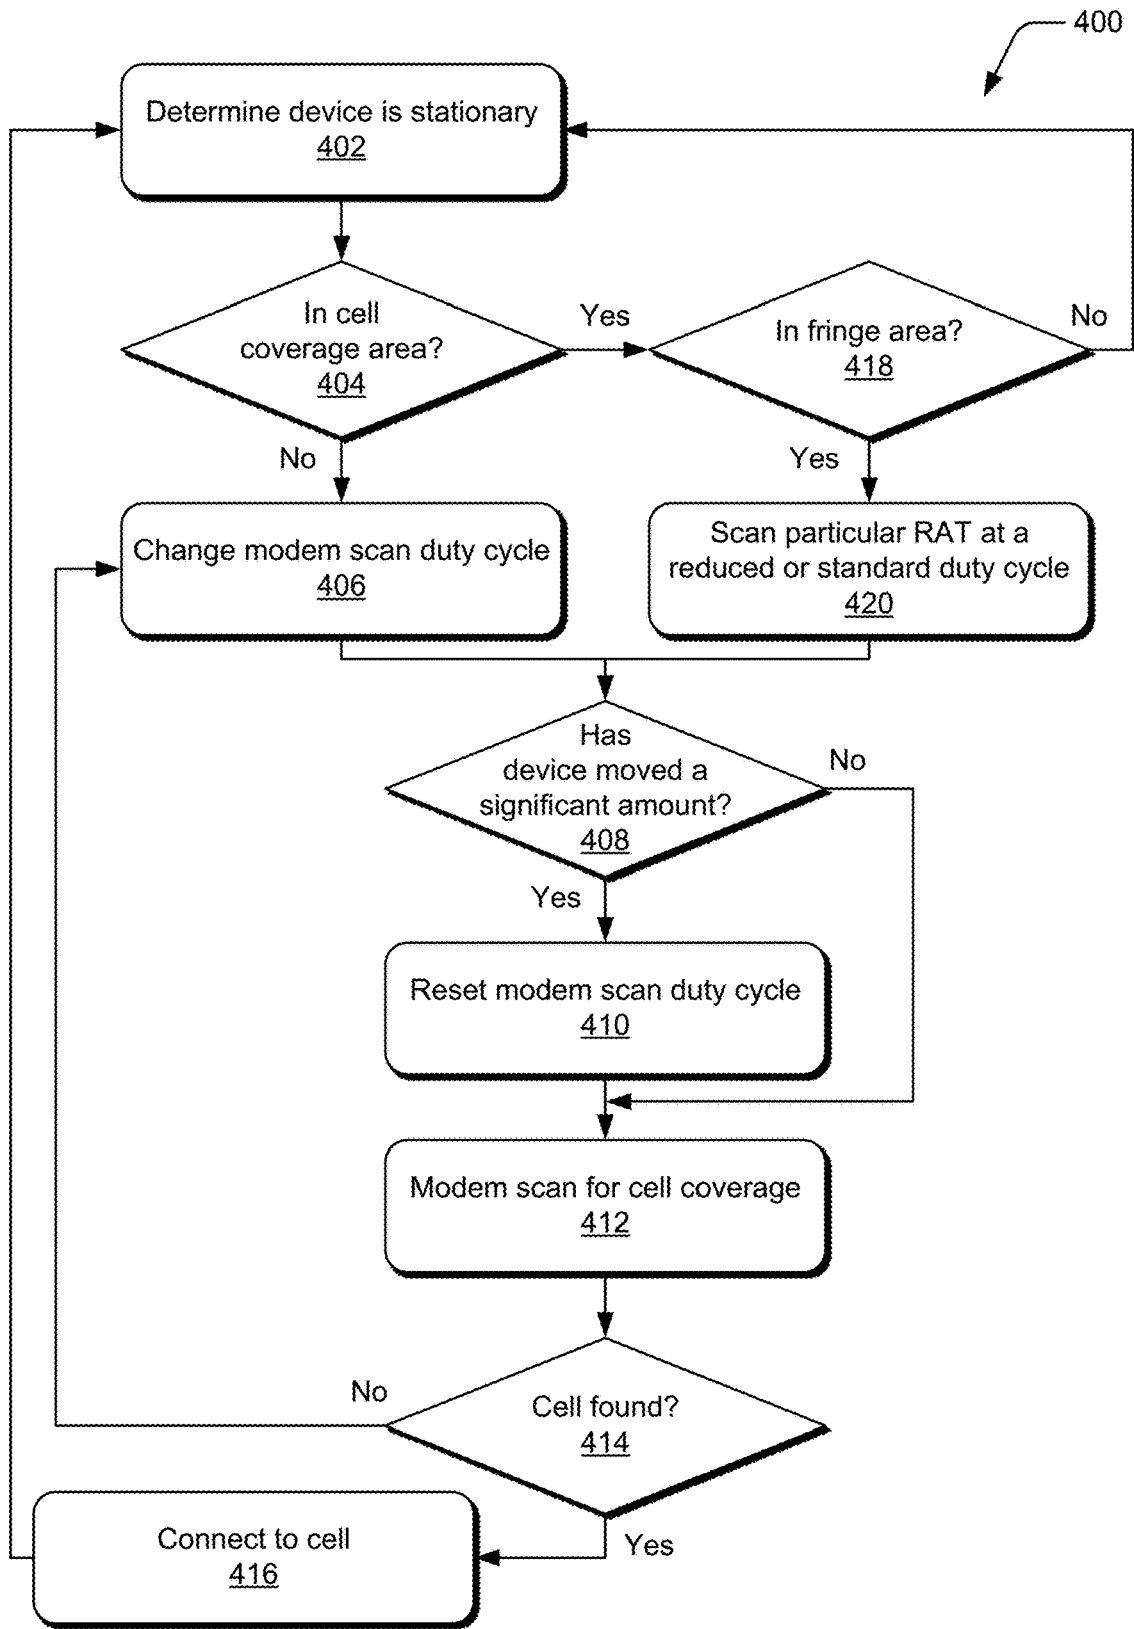 400
Determine device is stationary
402
In cell
coverage area?
404
Yes
In fringe area?
418
No
No
Yes
Change modem scan duty cycle
406
Scan particular RAT at a
reduced or standard duty cycle
420
Has
device moved a
significant amount?
408
No
Yes
Reset modem scan duty cycle
410
Modem scan for cell coverage
412
No
Cell found?
414
Yes
Connect to cell
416